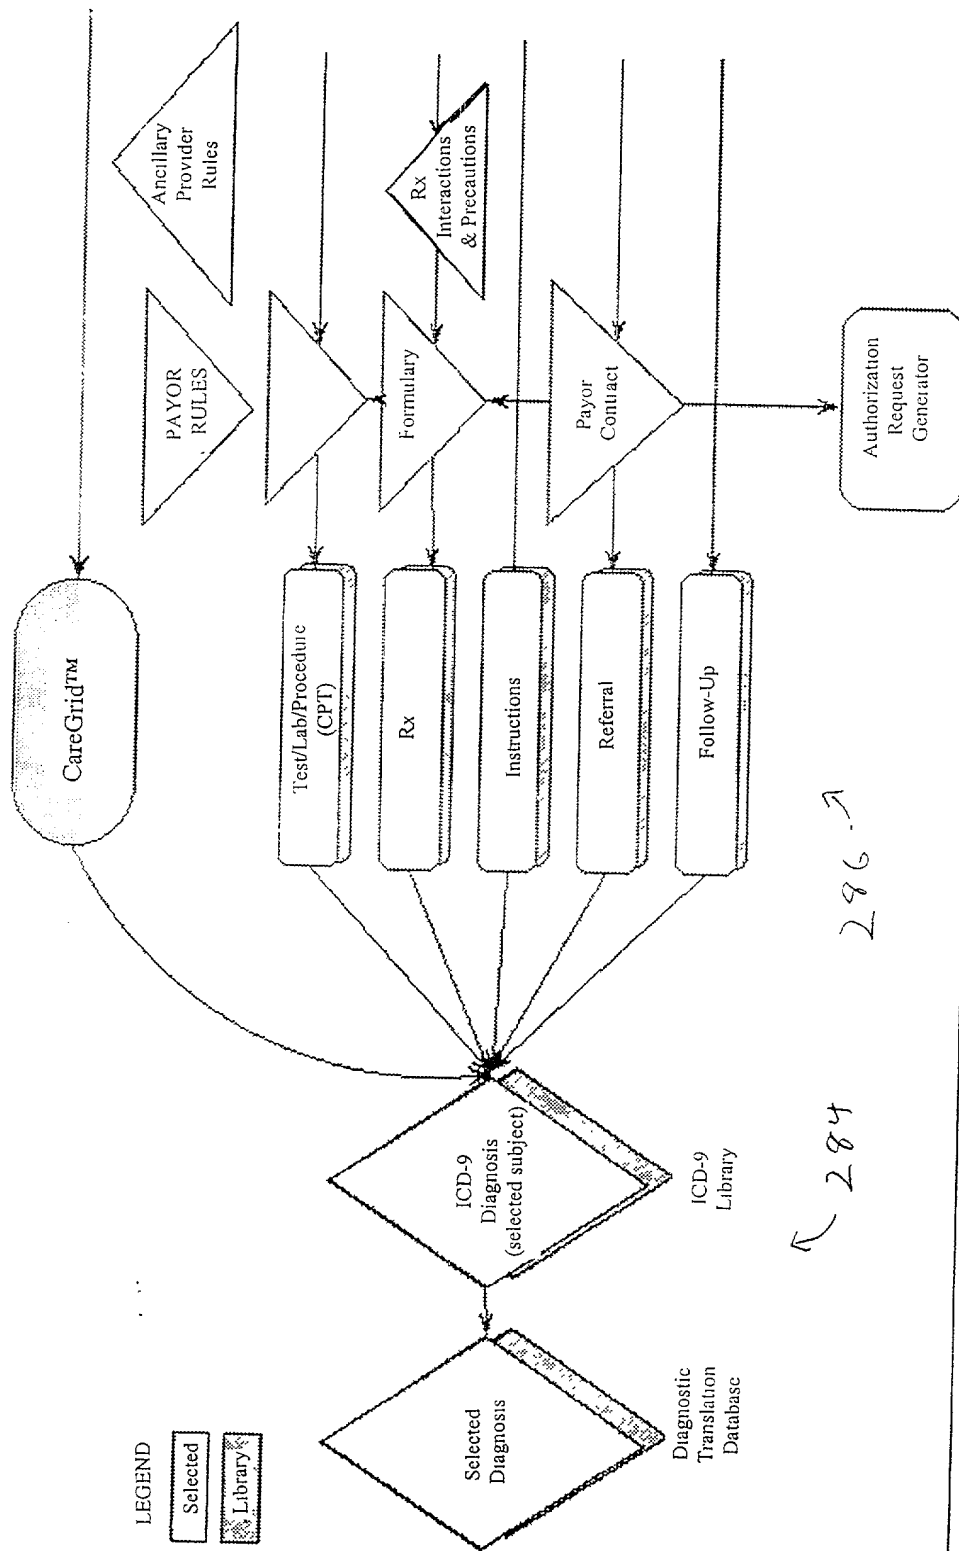 LEGEND
Selected
Library
Selected
Diagnosis
Diagnostic
Translation
Database
ICD-9
Diagnosis
(selected subject)
ICD-9
Library
284
CareGrid™
Test/Lab/Procedure
(CPT)
Rx
Instructions
Referral
Follow-Up
286
PAYOR
RULES
Formulary
Payor
Contract
Authorization
Request
Generator
Ancillary
Provider
Rules
Rx
Interactions
& Precautions